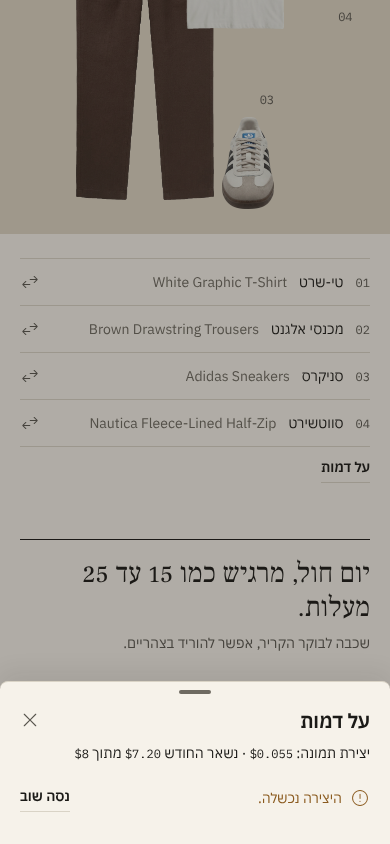 04
03
01 טי-שרט White Graphic T-Shirt
02 מכנסי אלגנט Brown Drawstring Trousers
03 סניקרס Adidas Sneakers
04 סווטשירט Nautica Fleece-Lined Half-Zip
על דמות
יום חול, מרגיש כמו 15 עד 25
מעלות.
שכבה לבוקר הקריר, אפשר להוריד בצהריים.
על דמות
יצירת תמונה: $0.055 · נשאר החודש $7.20 מתוך $8
היצירה נכשלה.
נסה שוב